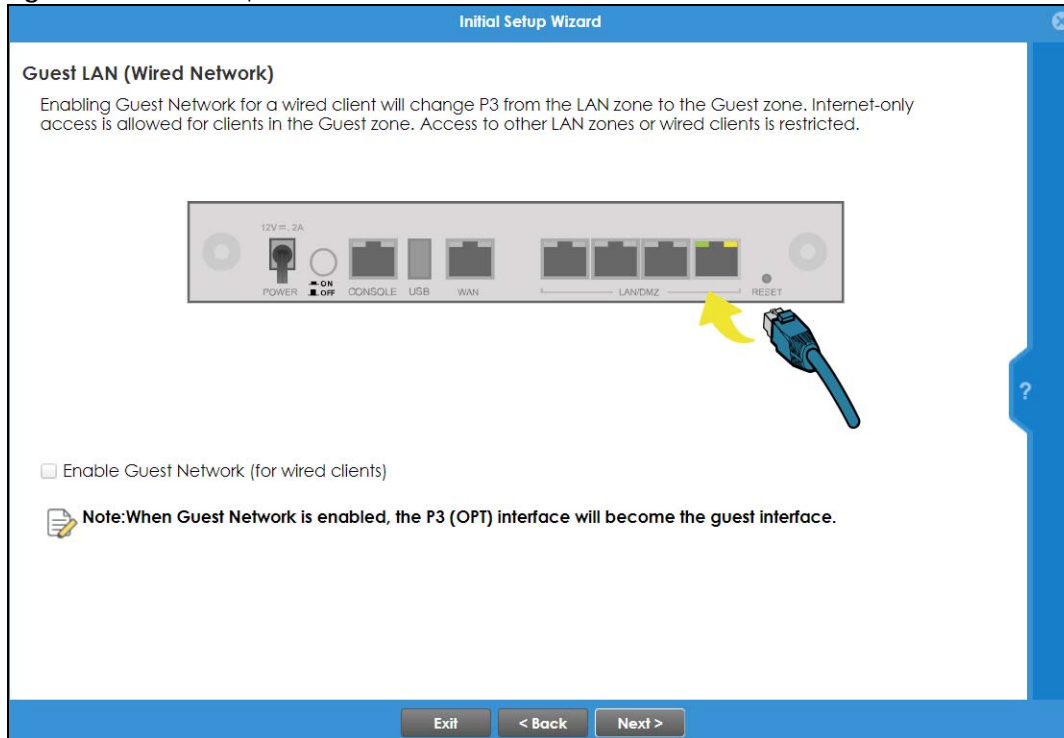 Initial Setup Wizard
Guest LAN (Wired Network)
Enabling Guest Network for a wired client will change P3 from the LAN zone to the Guest zone. Internet-only
access is allowed for clients in the Guest zone. Access to other LAN zones or wired clients is restricted.
12V⎓, 2A
ON
OFF
POWER
CONSOLE
USB
WAN
LAN/DMZ
RESET
?
Enable Guest Network (for wired clients)
Note:When Guest Network is enabled, the P3 (OPT) interface will become the guest interface.
Exit
< Back
Next >